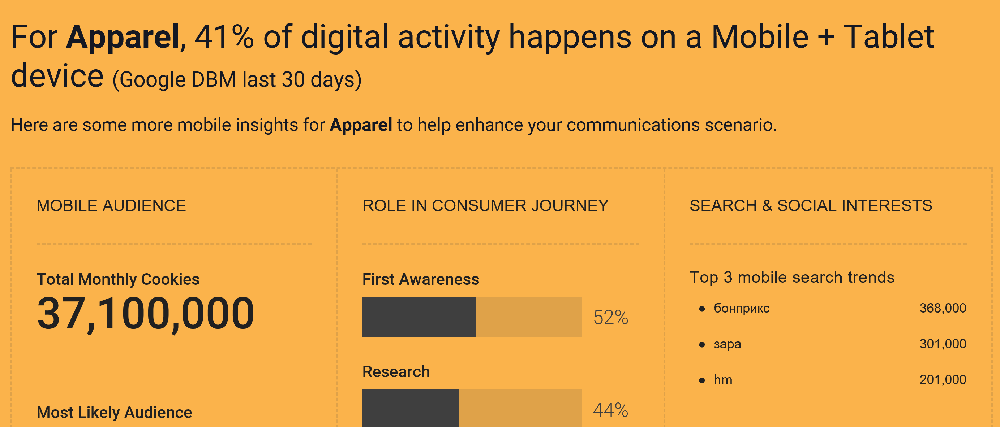 For Apparel, 41% of digital activity happens on a Mobile + Tablet
device (Google DBM last 30 days)
Here are some more mobile insights for Apparel to help enhance your communications scenario.
MOBILE AUDIENCE
Total Monthly Cookies
37,100,000
Most Likely Audience
ROLE IN CONSUMER JOURNEY
First Awareness
52%
Research
44%
SEARCH & SOCIAL INTERESTS
Top 3 mobile search trends
• бонприкс 368,000
• зара 301,000
• hm 201,000